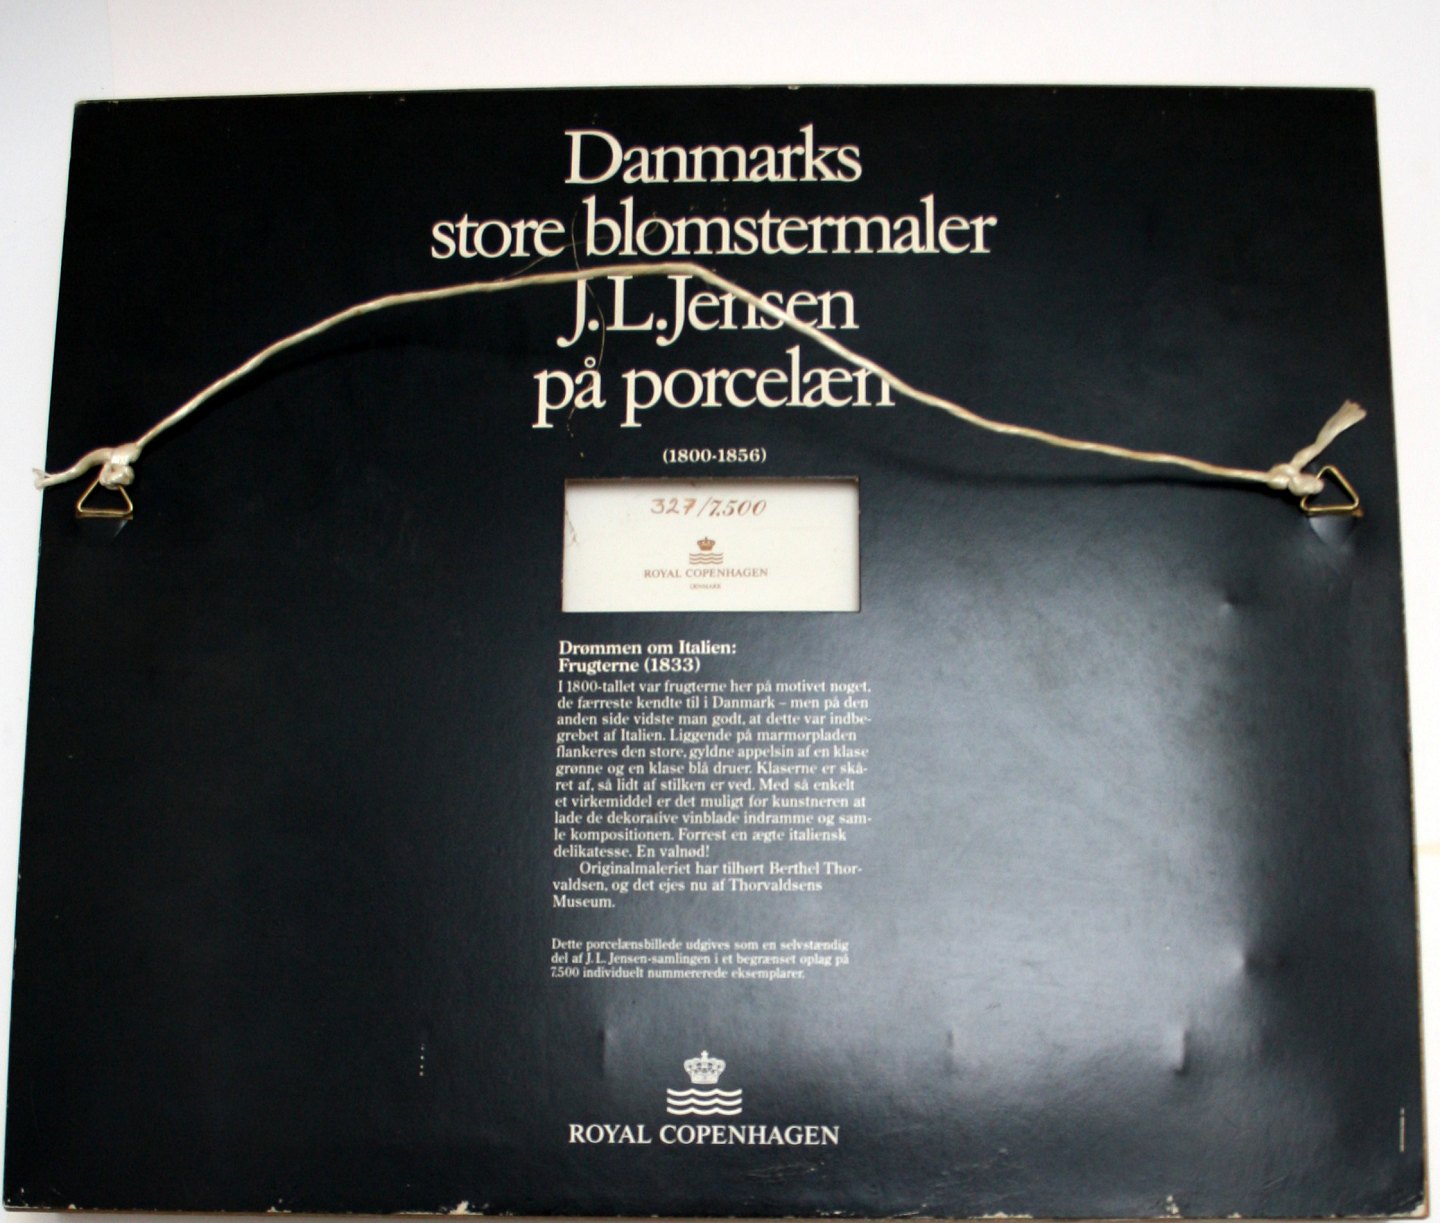 Danmarks
store blomstermaler
J.L.Jensen
på porcelæn
(1800-1856)
327/7.500
ROYAL COPENHAGEN
DENMARK
Drømmen om Italien:
Frugterne (1833)
I 1800-tallet var frugterne her på motivet noget,
de færreste kendte til i Danmark – men på den
anden side vidste man godt, at dette var indbe-
grebet af Italien. Liggende på marmorpladen
flankeres den store, gyldne appelsin af en klase
grønne og en klase blå druer. Klaserne er skå-
ret af, så lidt af stilken er ved. Med så enkelt
et virkemiddel er det muligt for kunstneren at
lade de dekorative vinblade indramme og sam-
le kompositionen. Forrest en ægte italiensk
delikatesse. En valnød!
Originalmaleriet har tilhørt Berthel Thor-
valdsen, og det ejes nu af Thorvaldsens
Museum.
Dette porcelænsbillede udgives som en selvstændig
del af J.L. Jensen-samlingen i et begrænset oplag på
7.500 individuelt nummererede eksemplarer.
ROYAL COPENHAGEN